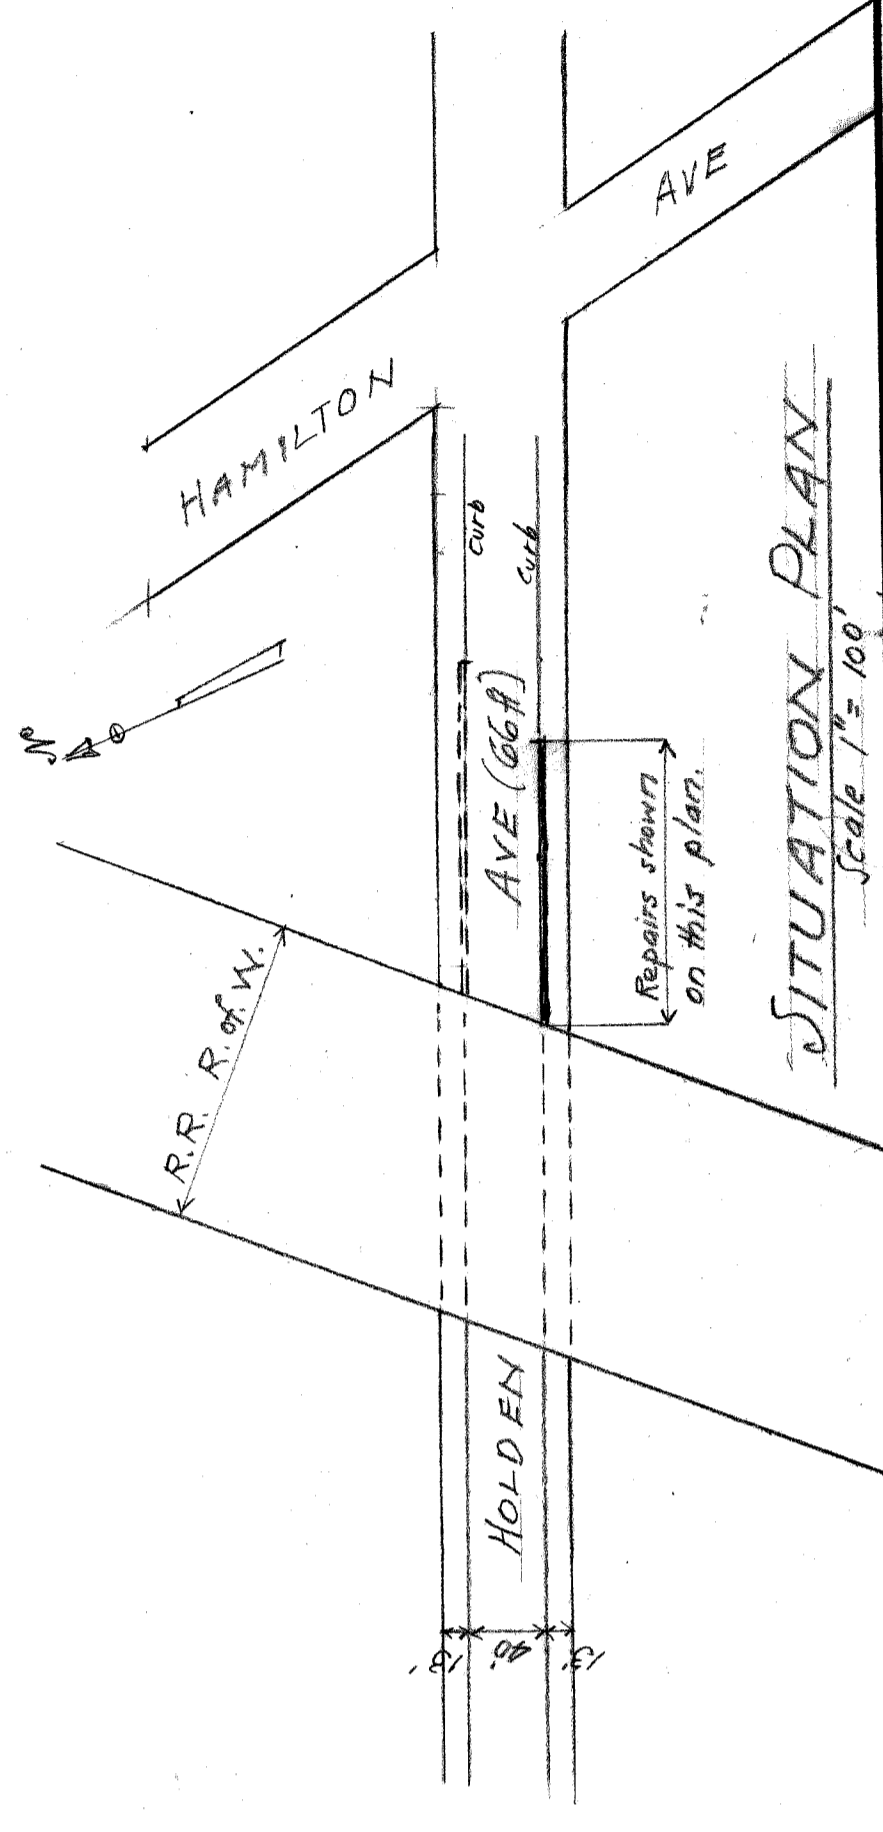 N
HAMILTON
AVE
R.R. R. of W.
curb
curb
HOLDEN
AVE (66ft)
13'
40'
13'
Repairs shown
on this plan.
SITUATION PLAN
Scale 1" = 100'